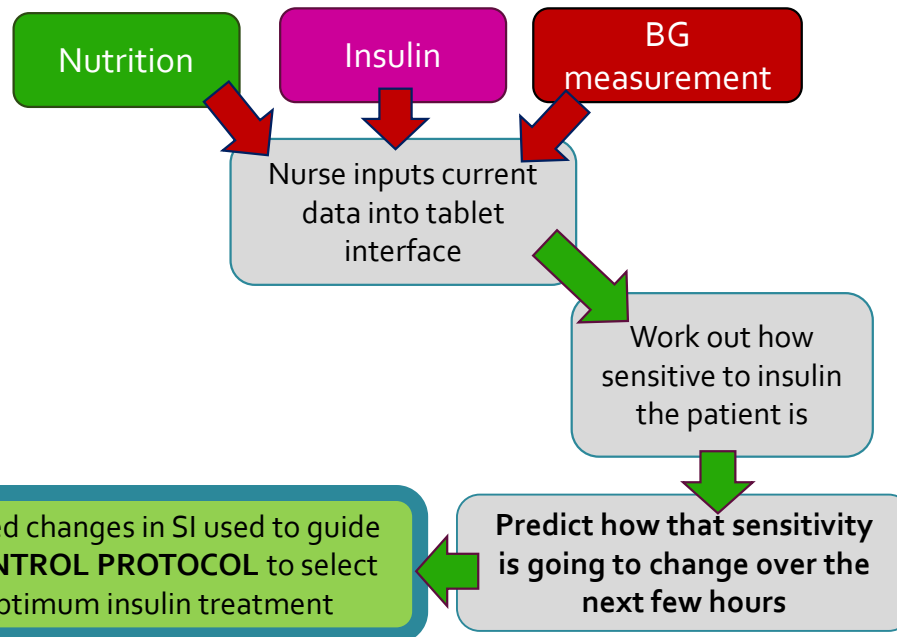 Nutrition
Insulin
BG
measurement
Nurse inputs current
data into tablet
interface
Work out how
sensitive to insulin
the patient is
Predict how that sensitivity
is going to change over the
next few hours
changes in SI used to guide
PROTOCOL to select
insulin treatment